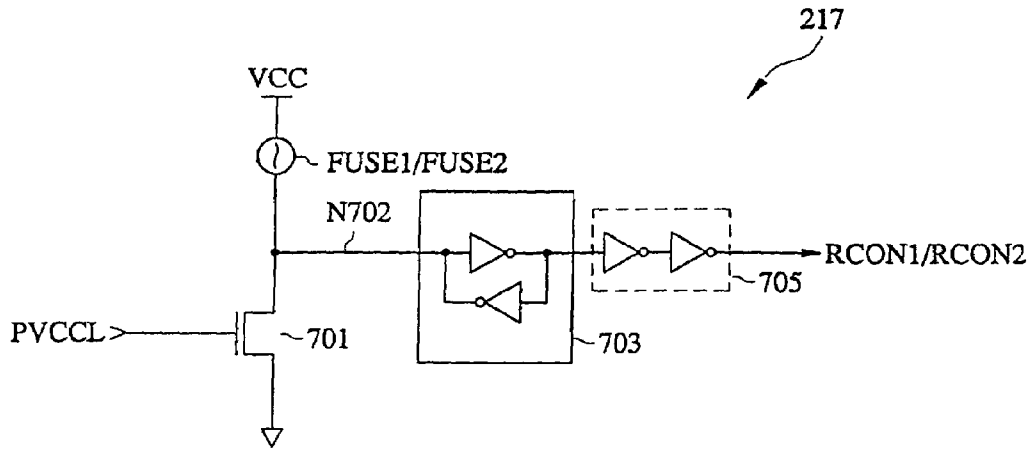 217
VCC
FUSE1/FUSE2
N702
RCON1/RCON2
705
PVCCL
701
703